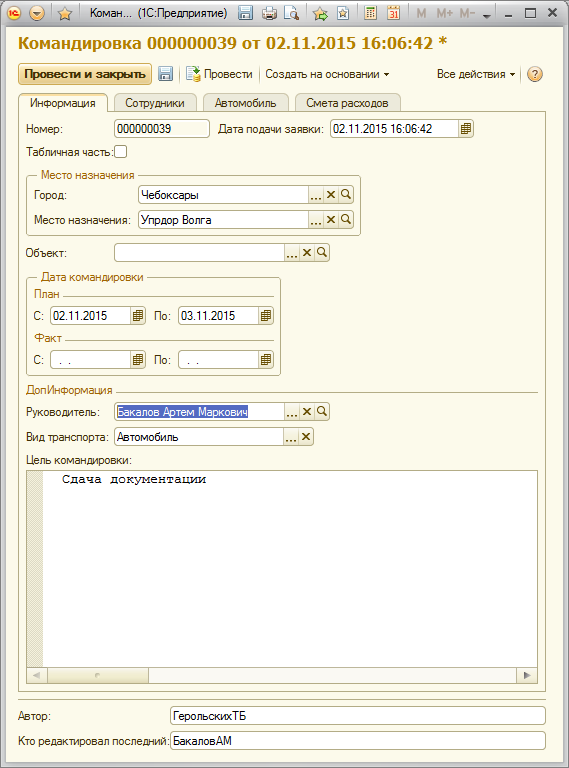 Коман... (1С:Предприятие)
M M+ M-
Командировка 000000039 от 02.11.2015 16:06:42 *
Провести и закрыть Провести Создать на основании Все действия ?
Информация Сотрудники Автомобиль Смета расходов
Номер: 000000039 Дата подачи заявки: 02.11.2015 16:06:42
Табличная часть:
Место назначения
Город: Чебоксары ...
Место назначения: Упрдор Волга ...
Объект: ...
Дата командировки
План
С: 02.11.2015 По: 03.11.2015
Факт
С: . . По: . .
ДопИнформация
Руководитель: Бакалов Артем Маркович ...
Вид транспорта: Автомобиль ...
Цель командировки:
Сдача документации
Автор: ГерольскихТБ
Кто редактировал последний: БакаловАМ